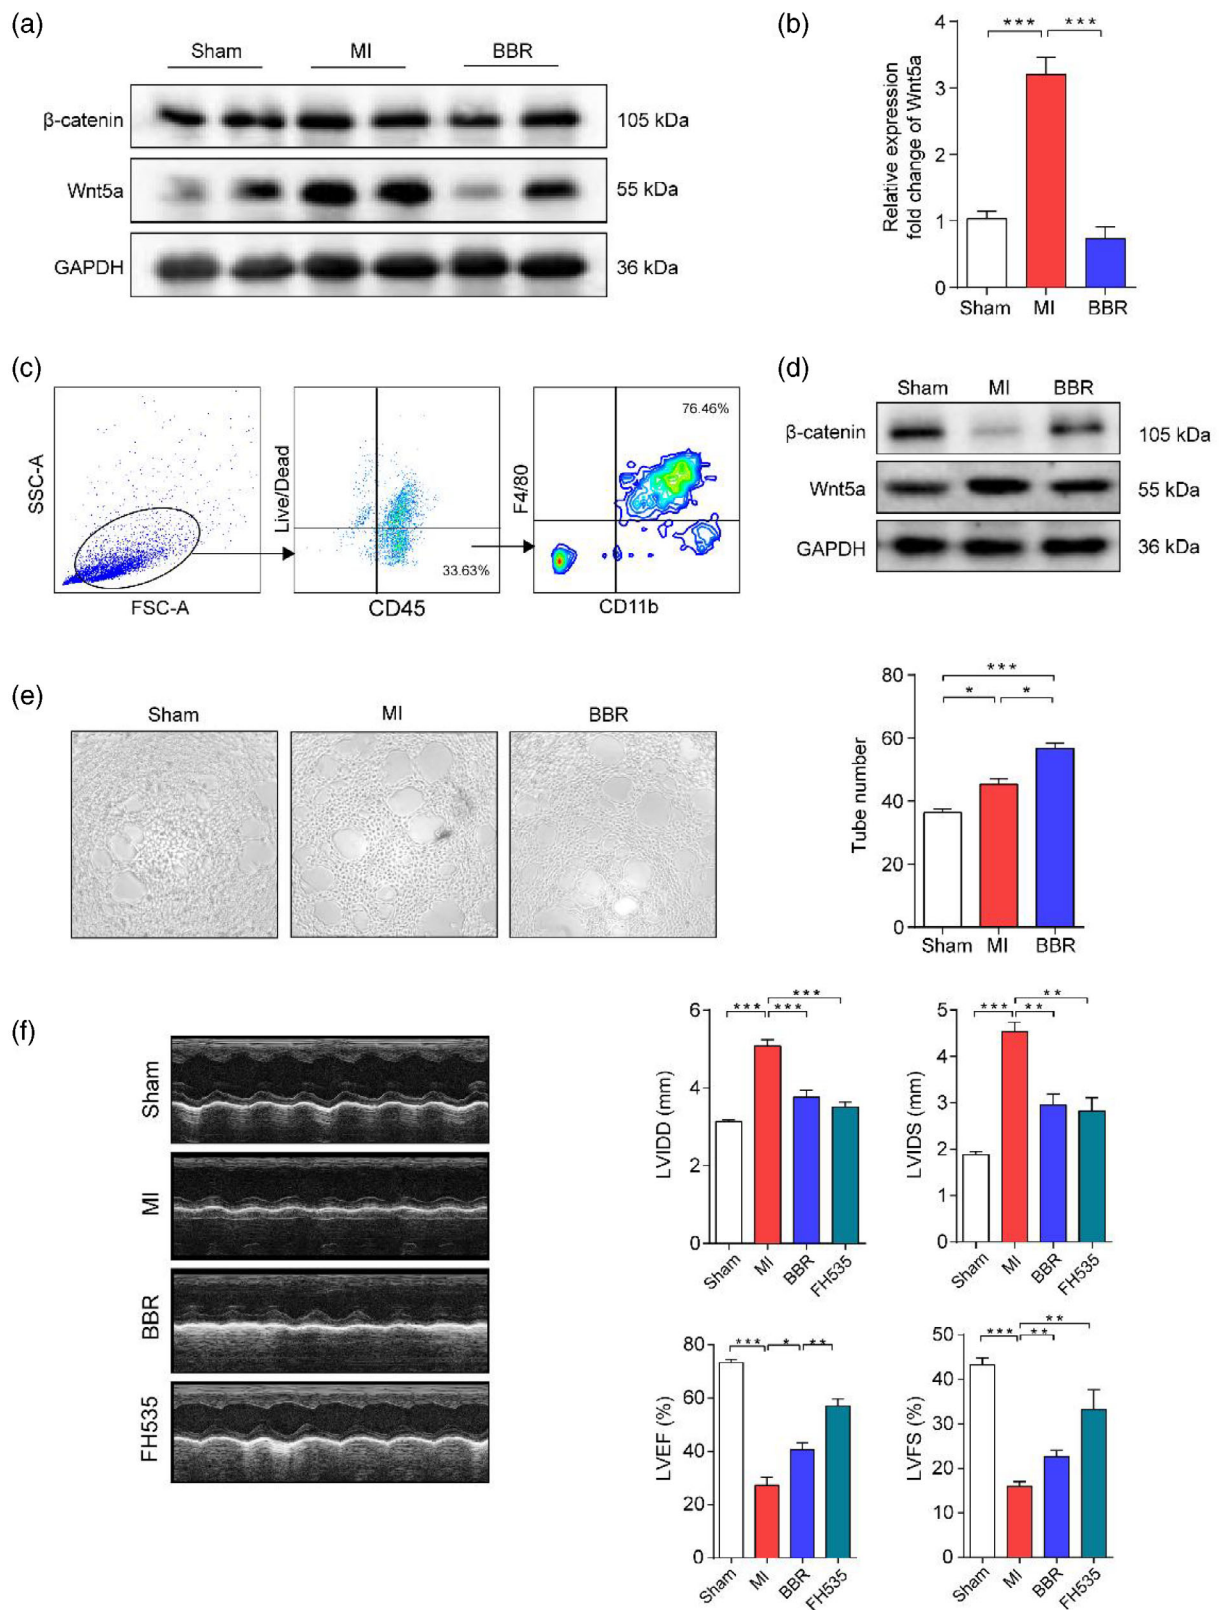 (a)
Sham MI BBR
β-catenin 105 kDa
Wnt5a 55 kDa
GAPDH 36 kDa
(b)
Relative expression
fold change of Wnt5a
4
3
2
1
0
*** ***
Sham MI BBR
(c)
SSC-A
FSC-A
Live/Dead
33.63%
CD45
F4/80
76.46%
CD11b
(d)
Sham MI BBR
β-catenin 105 kDa
Wnt5a 55 kDa
GAPDH 36 kDa
(e)
Sham MI BBR
Tube number
80
60
40
20
0
***
* *
Sham MI BBR
(f)
Sham
MI
BBR
FH535
LVIDD (mm)
6
4
2
0
***
*** ***
Sham MI BBR FH535
LVIDS (mm)
5
4
3
2
1
0
**
*** **
Sham MI BBR FH535
LVEF (%)
80
60
40
20
0
*** * **
Sham MI BBR FH535
LVFS (%)
50
40
30
20
10
0
**
*** **
Sham MI BBR FH535